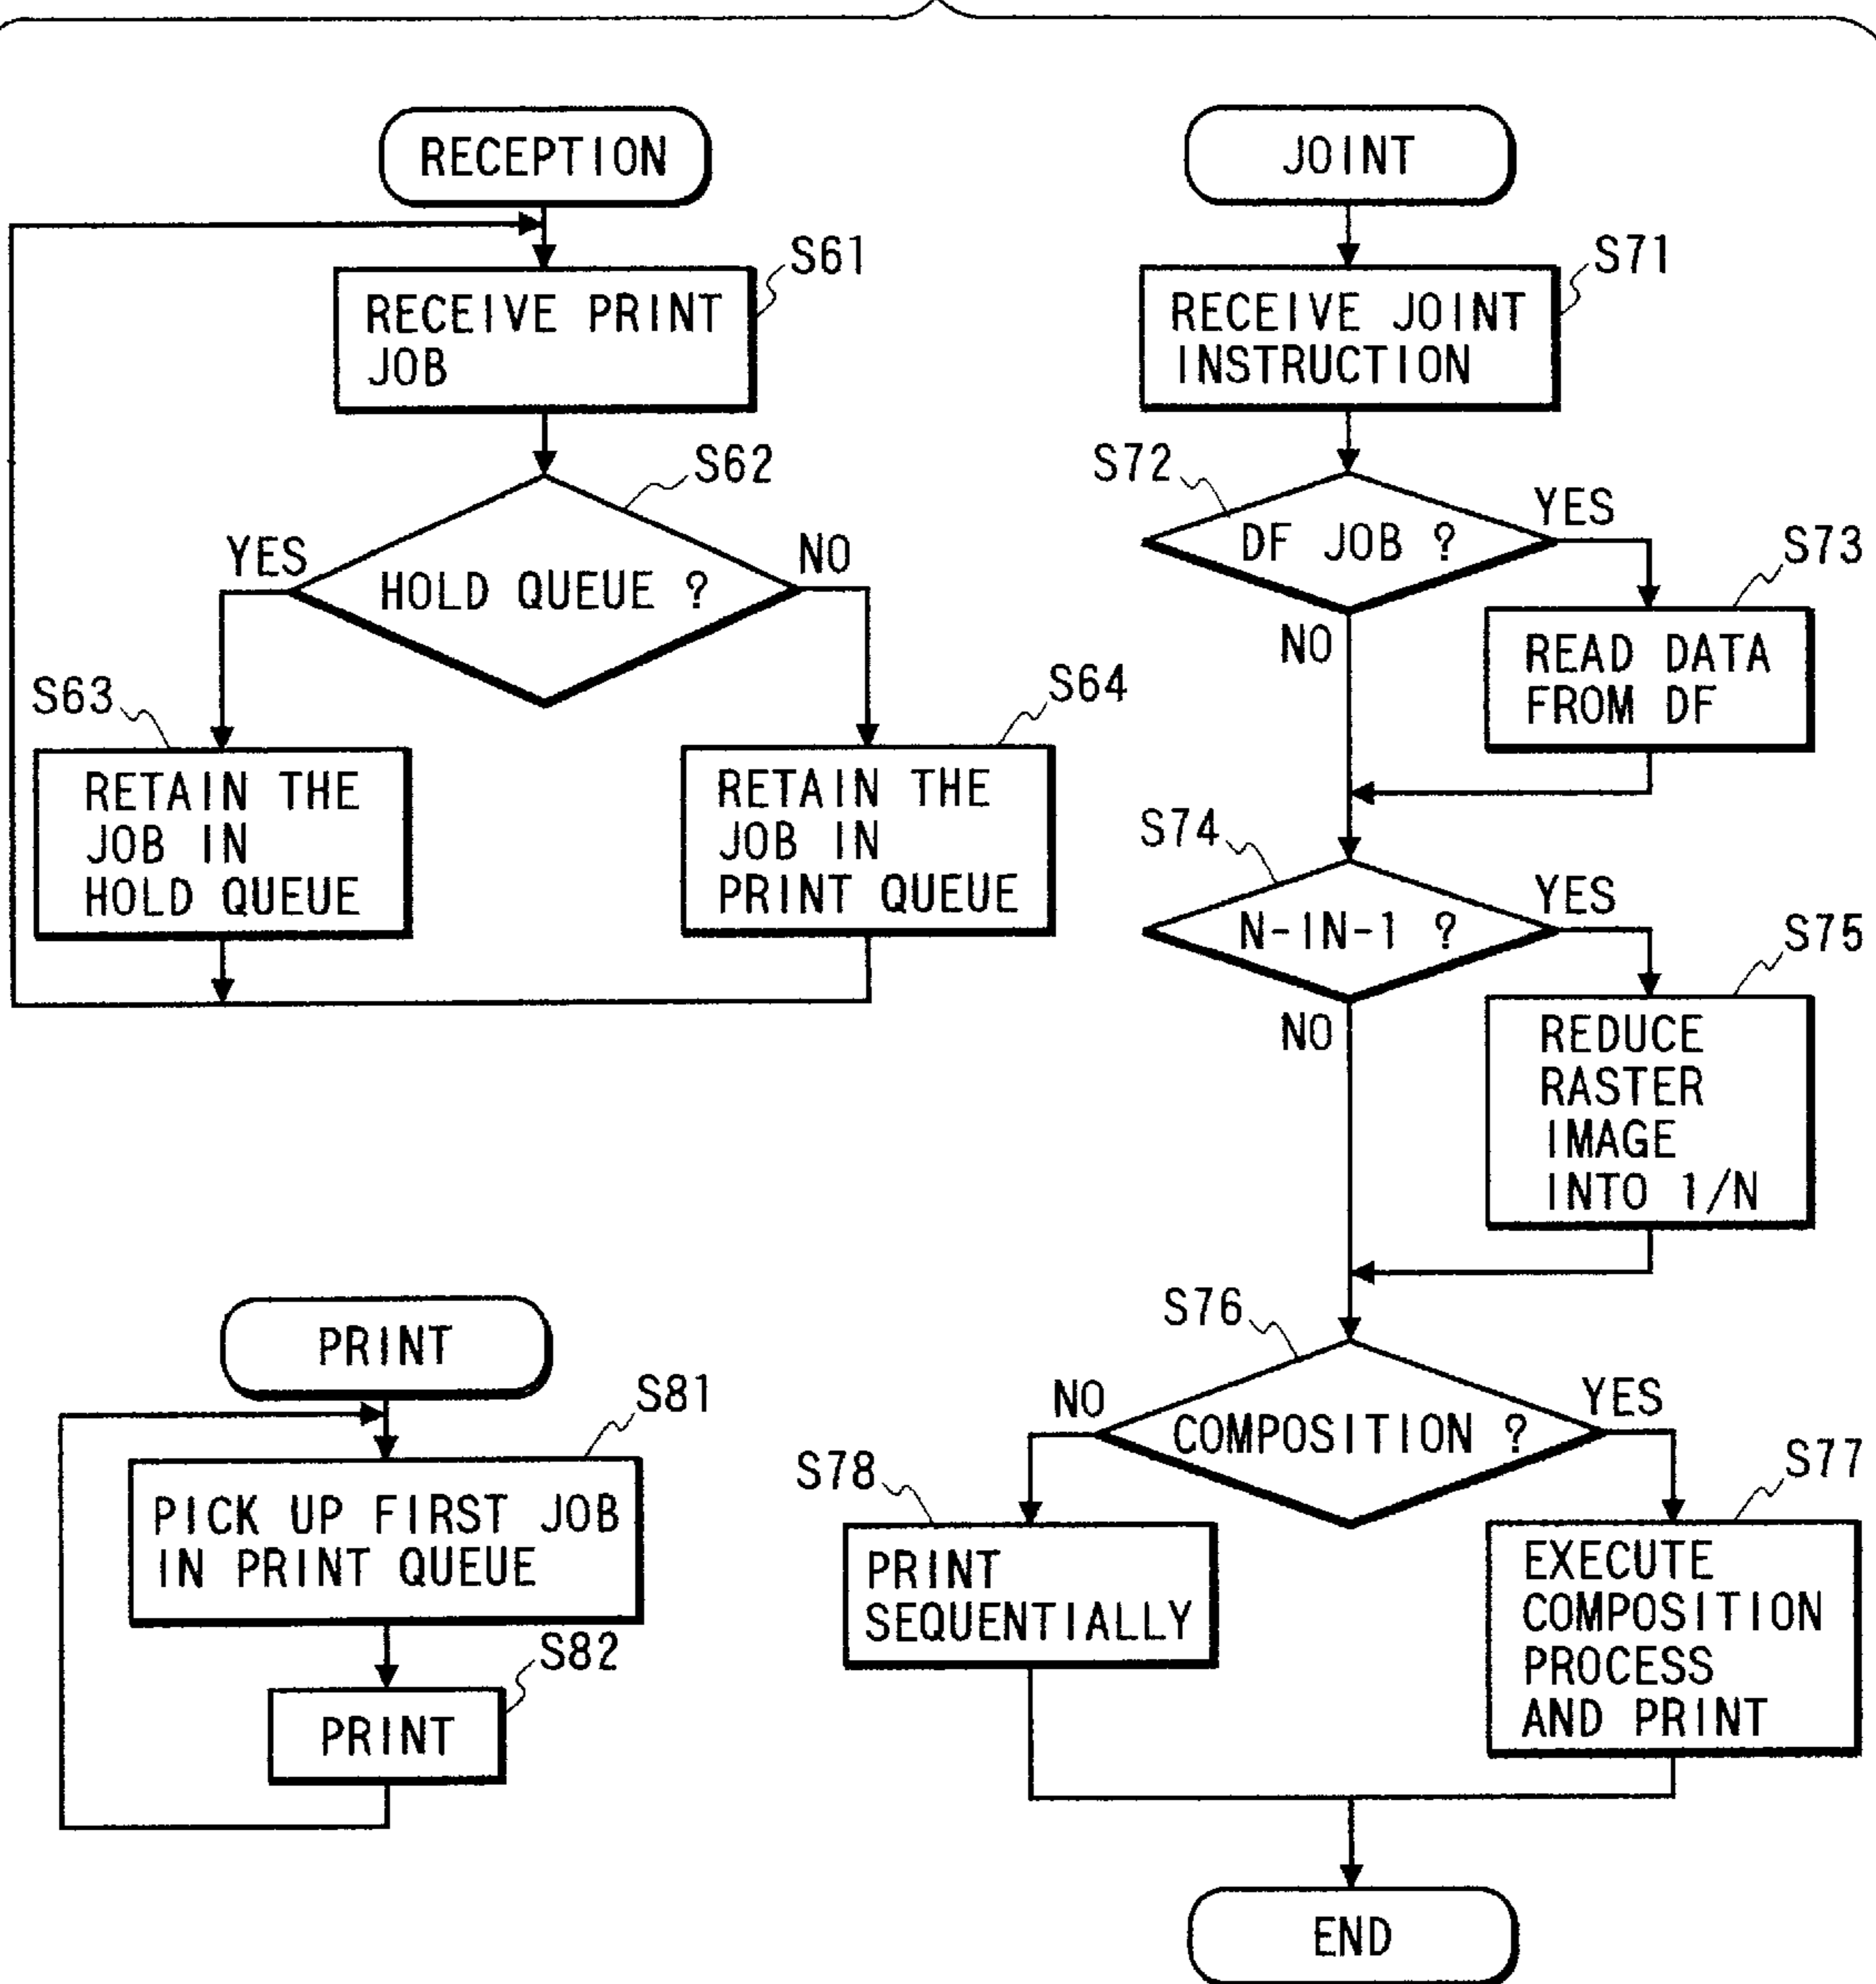 RECEPTION
S61
RECEIVE PRINT
JOB
S62
YES
HOLD QUEUE ?
NO
S63
RETAIN THE
JOB IN
HOLD QUEUE
S64
RETAIN THE
JOB IN
PRINT QUEUE
PRINT
S81
PICK UP FIRST JOB
IN PRINT QUEUE
S82
PRINT
JOINT
S71
RECEIVE JOINT
INSTRUCTION
S72
DF JOB ?
YES
NO
S73
READ DATA
FROM DF
S74
N-IN-1 ?
YES
NO
S75
REDUCE
RASTER
IMAGE
INTO 1/N
S76
NO
COMPOSITION ?
YES
S78
PRINT
SEQUENTIALLY
S77
EXECUTE
COMPOSITION
PROCESS
AND PRINT
END